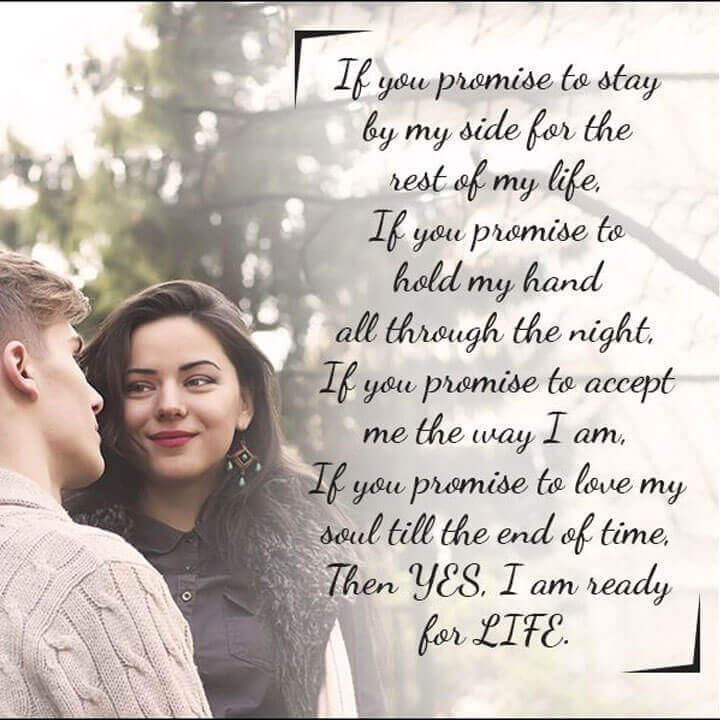 If you promise to stay
by my side for the
rest of my life,
If you promise to
hold my hand
all through the night,
If you promise to accept
me the way I am,
If you promise to love my
soul till the end of time,
Then YES, I am ready
for LIFE.